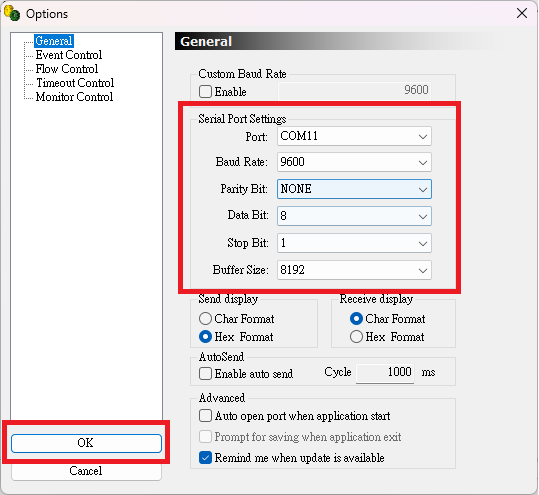 Options
General
Event Control
Flow Control
Timeout Control
Monitor Control
OK
Cancel
General
Custom Baud Rate
Enable 9600
Serial Port Settings
Port: COM11
Baud Rate: 9600
Parity Bit: NONE
Data Bit: 8
Stop Bit: 1
Buffer Size: 8192
Send display
Char Format
Hex Format
Receive display
Char Format
Hex Format
AutoSend
Enable auto send Cycle 1000 ms
Advanced
Auto open port when application start
Prompt for saving when application exit
Remind me when update is available